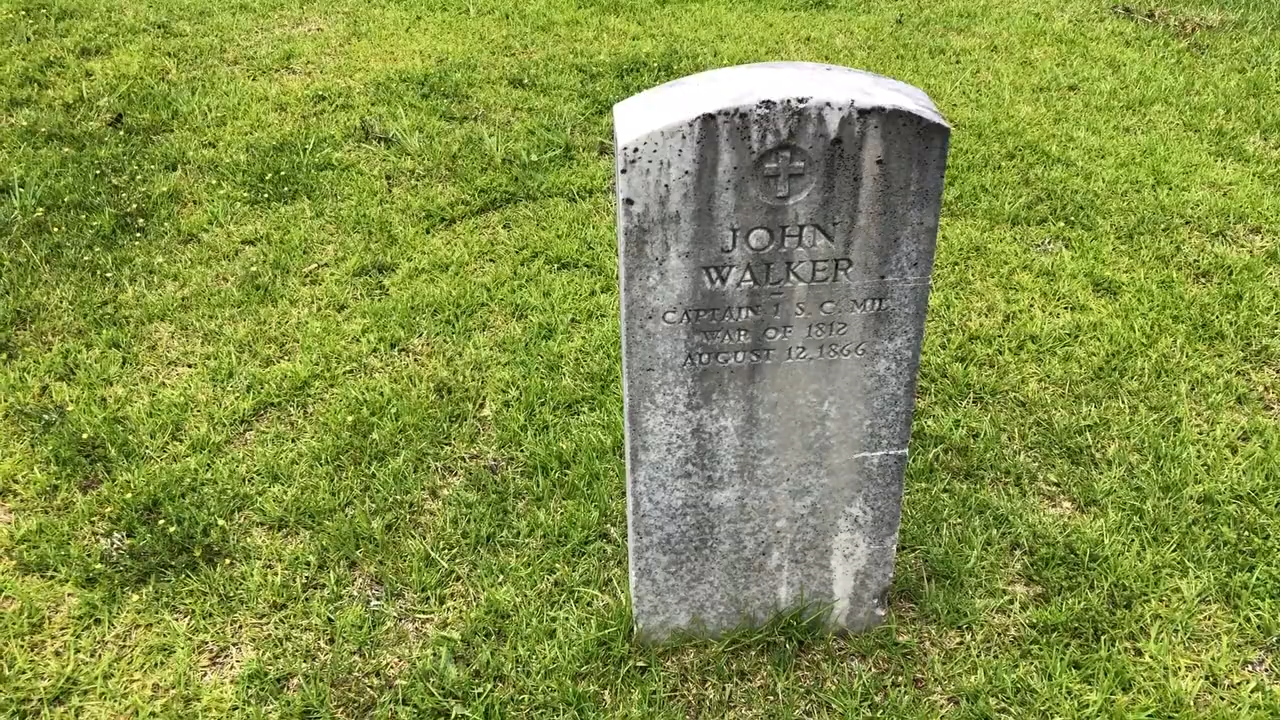 JOHN
WALKER
CAPTAIN 1 S. C. MIL
WAR OF 1812
AUGUST 12, 1866